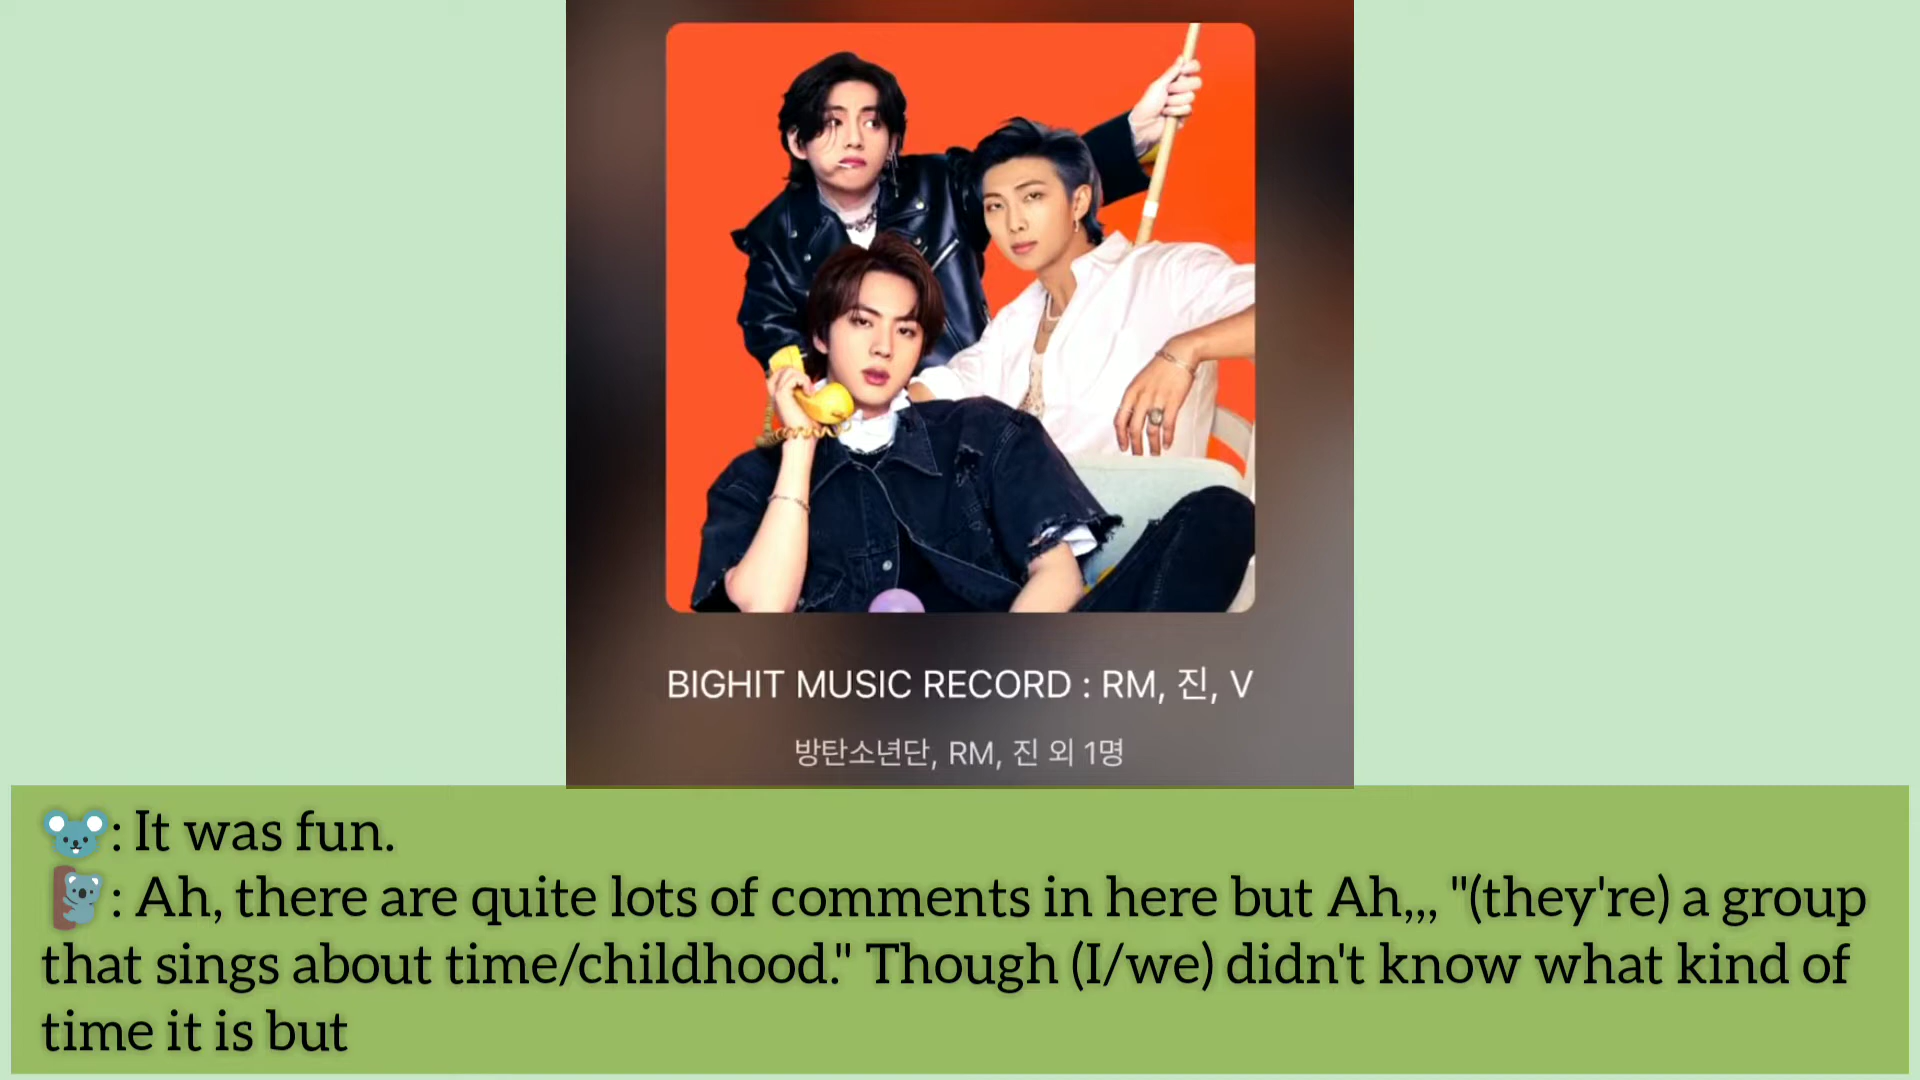 BIGHIT MUSIC RECORD : RM, 진, V
방탄소년단, RM, 진 외 1명
🐭: It was fun.
🐨: Ah, there are quite lots of comments in here but Ah,,, "(they're) a group
that sings about time/childhood." Though (I/we) didn't know what kind of
time it is but